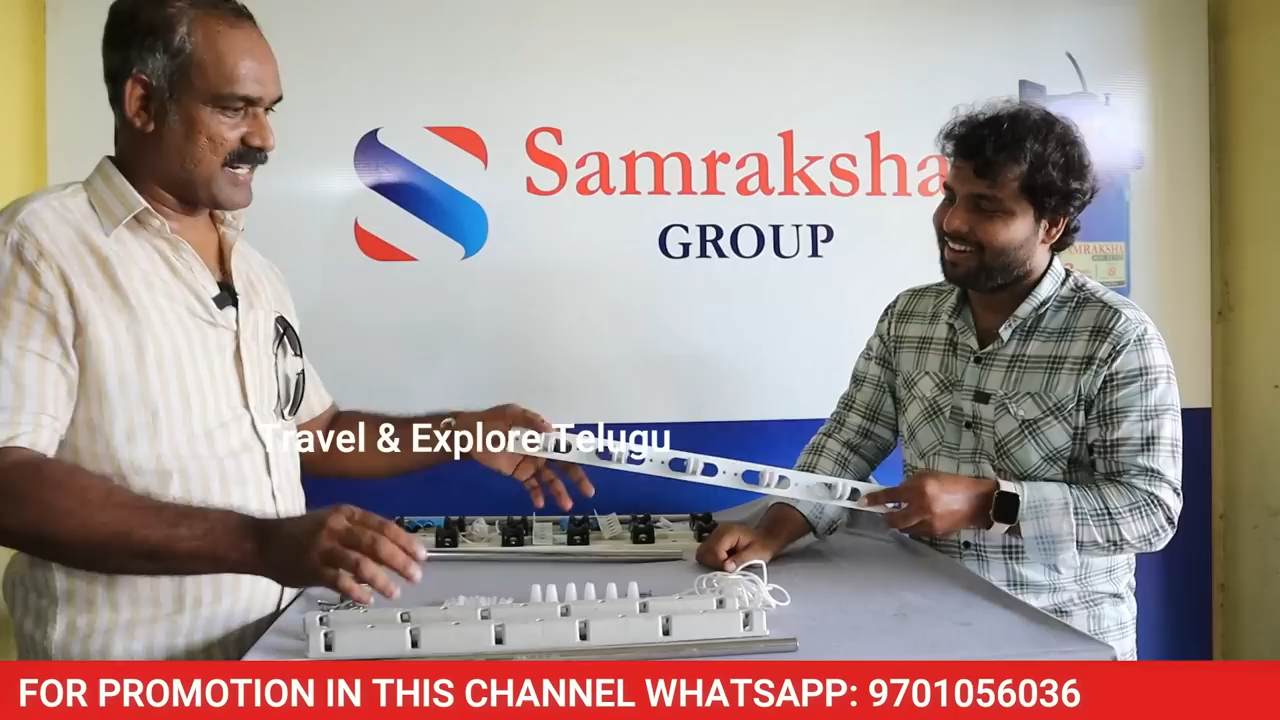 Samraksha
GROUP
Travel & Explore Telugu
FOR PROMOTION IN THIS CHANNEL WHATSAPP: 9701056036